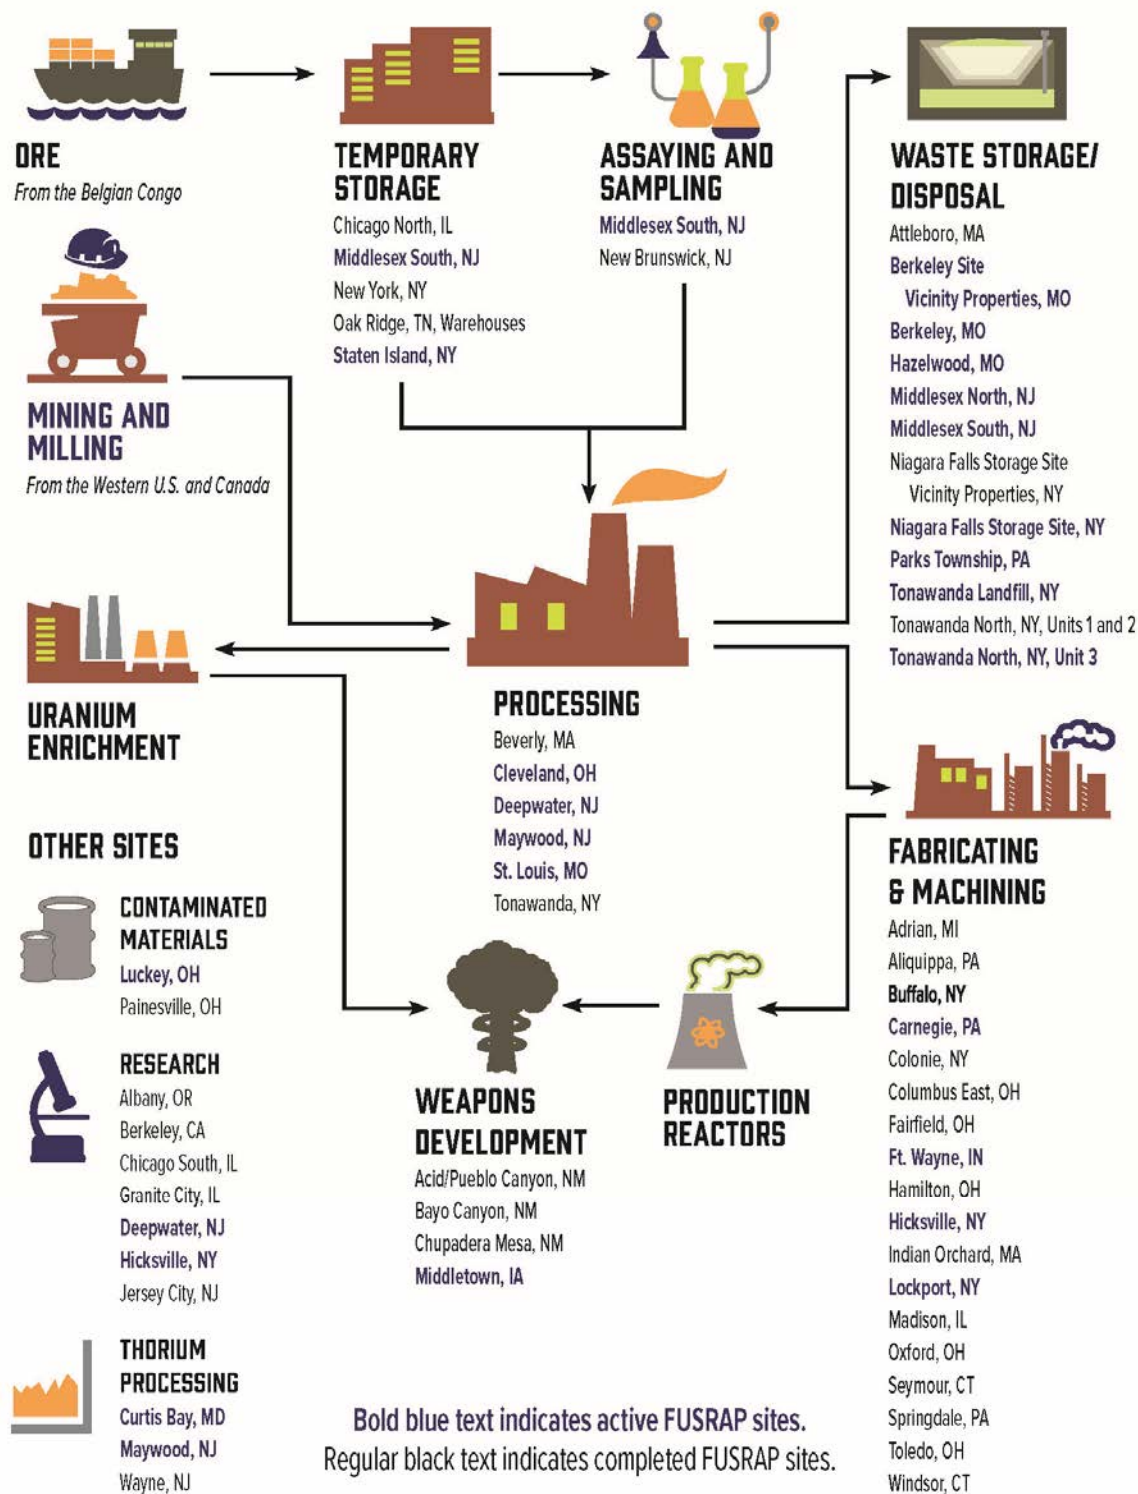 ORE
From the Belgian Congo
TEMPORARY
STORAGE
Chicago North, IL
Middlesex South, NJ
New York, NY
Oak Ridge, TN, Warehouses
Staten Island, NY
ASSAYING AND
SAMPLING
Middlesex South, NJ
New Brunswick, NJ
WASTE STORAGE/
DISPOSAL
Attleboro, MA
Berkeley Site
Vicinity Properties, MO
Berkeley, MO
Hazelwood, MO
Middlesex North, NJ
Middlesex South, NJ
Niagara Falls Storage Site
Vicinity Properties, NY
Niagara Falls Storage Site, NY
Parks Township, PA
Tonawanda Landfill, NY
Tonawanda North, NY, Units 1 and 2
Tonawanda North, NY, Unit 3
MINING AND
MILLING
From the Western U.S. and Canada
URANIUM
ENRICHMENT
PROCESSING
Beverly, MA
Cleveland, OH
Deepwater, NJ
Maywood, NJ
St. Louis, MO
Tonawanda, NY
FABRICATING
& MACHINING
Adrian, MI
Aliquippa, PA
Buffalo, NY
Carnegie, PA
Colonie, NY
Columbus East, OH
Fairfield, OH
Ft. Wayne, IN
Hamilton, OH
Hicksville, NY
Indian Orchard, MA
Lockport, NY
Madison, IL
Oxford, OH
Seymour, CT
Springdale, PA
Toledo, OH
Windsor, CT
OTHER SITES
CONTAMINATED
MATERIALS
Luckey, OH
Painesville, OH
RESEARCH
Albany, OR
Berkeley, CA
Chicago South, IL
Granite City, IL
Deepwater, NJ
Hicksville, NY
Jersey City, NJ
THORIUM
PROCESSING
Curtis Bay, MD
Maywood, NJ
Wayne, NJ
WEAPONS
DEVELOPMENT
Acid/Pueblo Canyon, NM
Bayo Canyon, NM
Chupadera Mesa, NM
Middletown, IA
PRODUCTION
REACTORS
Bold blue text indicates active FUSRAP sites.
Regular black text indicates completed FUSRAP sites.